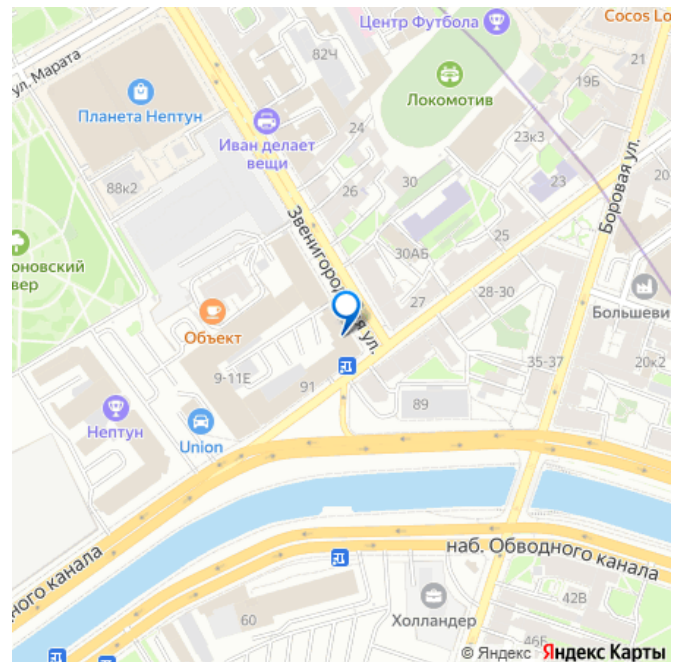 Центр Футбола
Cocos Lo
82Ч
21
ул. Марата
19Б
Локомотив
Планета Нептун
Иван делает
вещи
24
23к3
20
88к2
26
30
23
Боровая ул.
Звенигородская ул.
оновский
вер
30АБ
25
28-30
27
Большеви
Объект
35-37
20к2
9-11Е
91
89
Нептун
Union
дного канала
наб. Обводного канала
60
Холландер
42В
46Б
© Яндекс Яндекс Карты